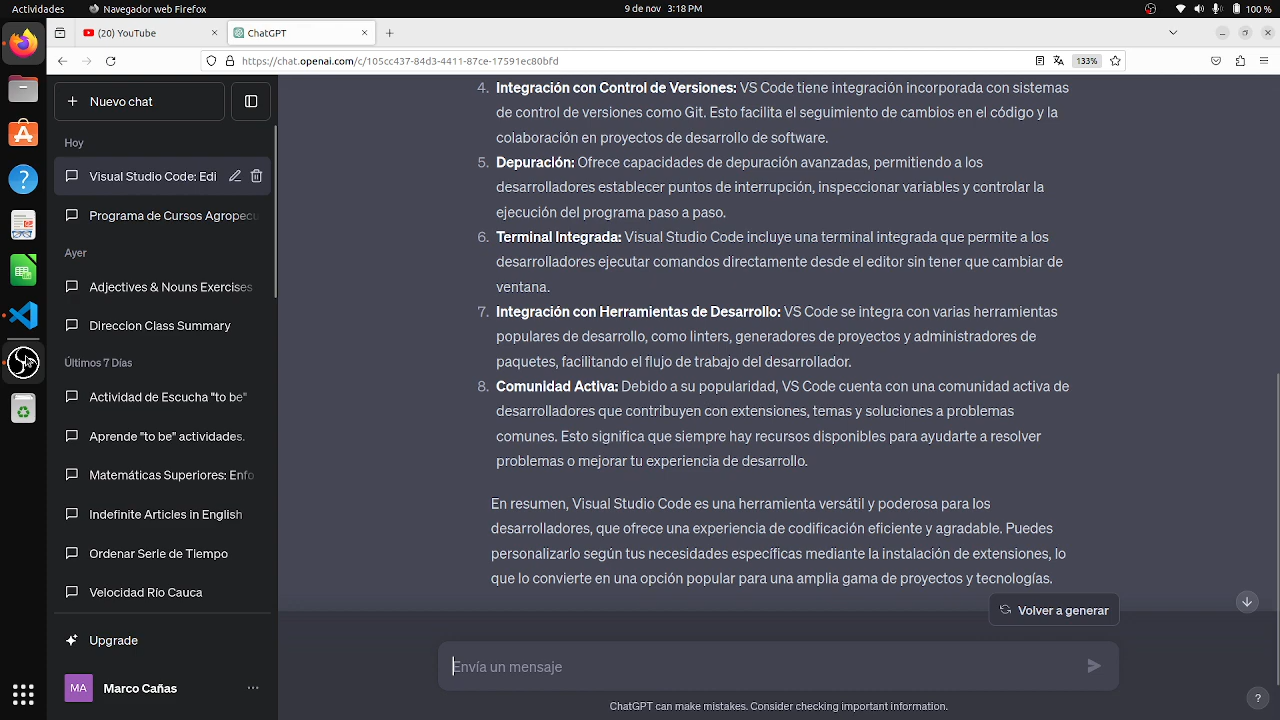 Actividades
Navegador web Firefox
9 de nov 3:18 PM
100 %
(20) YouTube
ChatGPT
https://chat.openai.com/c/105cc437-84d3-4411-87ce-17591ec80bfd
133%
Nuevo chat
Hoy
Visual Studio Code: Edi
Programa de Cursos Agropecu
Ayer
Adjectives & Nouns Exercises
Direccion Class Summary
Últimos 7 Días
Actividad de Escucha "to be"
Aprende "to be" actividades.
Matemáticas Superiores: Enfo
Indefinite Articles in English
Ordenar Serie de Tiempo
Velocidad Río Cauca
Upgrade
MA
Marco Cañas
4. Integración con Control de Versiones: VS Code tiene integración incorporada con sistemas
de control de versiones como Git. Esto facilita el seguimiento de cambios en el código y la
colaboración en proyectos de desarrollo de software.
5. Depuración: Ofrece capacidades de depuración avanzadas, permitiendo a los
desarrolladores establecer puntos de interrupción, inspeccionar variables y controlar la
ejecución del programa paso a paso.
6. Terminal Integrada: Visual Studio Code incluye una terminal integrada que permite a los
desarrolladores ejecutar comandos directamente desde el editor sin tener que cambiar de
ventana.
7. Integración con Herramientas de Desarrollo: VS Code se integra con varias herramientas
populares de desarrollo, como linters, generadores de proyectos y administradores de
paquetes, facilitando el flujo de trabajo del desarrollador.
8. Comunidad Activa: Debido a su popularidad, VS Code cuenta con una comunidad activa de
desarrolladores que contribuyen con extensiones, temas y soluciones a problemas
comunes. Esto significa que siempre hay recursos disponibles para ayudarte a resolver
problemas o mejorar tu experiencia de desarrollo.
En resumen, Visual Studio Code es una herramienta versátil y poderosa para los
desarrolladores, que ofrece una experiencia de codificación eficiente y agradable. Puedes
personalizarlo según tus necesidades específicas mediante la instalación de extensiones, lo
que lo convierte en una opción popular para una amplia gama de proyectos y tecnologías.
Volver a generar
Envía un mensaje
ChatGPT can make mistakes. Consider checking important information.
?